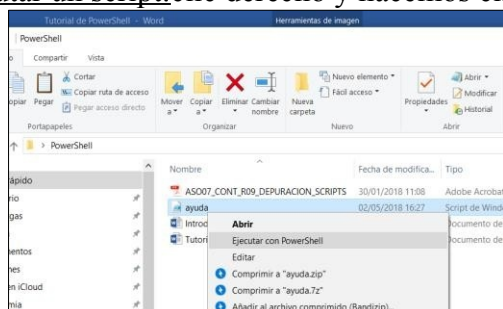 Tutorial de PowerShell - Word
Herramientas de imagen
PowerShell
Compartir Vista
Cortar
Copiar ruta de acceso
Pegar acceso directo
Pegar
Mover a
Copiar a
Eliminar
Cambiar nombre
Nueva carpeta
Nuevo elemento
Fácil acceso
Propiedades
Abrir
Modificar
Historial
Portapapeles Organizar Nuevo Abrir
> PowerShell
Nombre Fecha de modifica... Tipo
ASO07_CONT_R09_DEPURACION_SCRIPTS 30/01/2018 11:08 Adobe Acrobat
ayuda 02/05/2018 16:27 Script de Wind
Introd
Tutori
Abrir
Ejecutar con PowerShell
Editar
Comprimir a "ayuda.zip"
Comprimir a "ayuda.7z"
Añadir al archivo comprimido (Bandizip)...